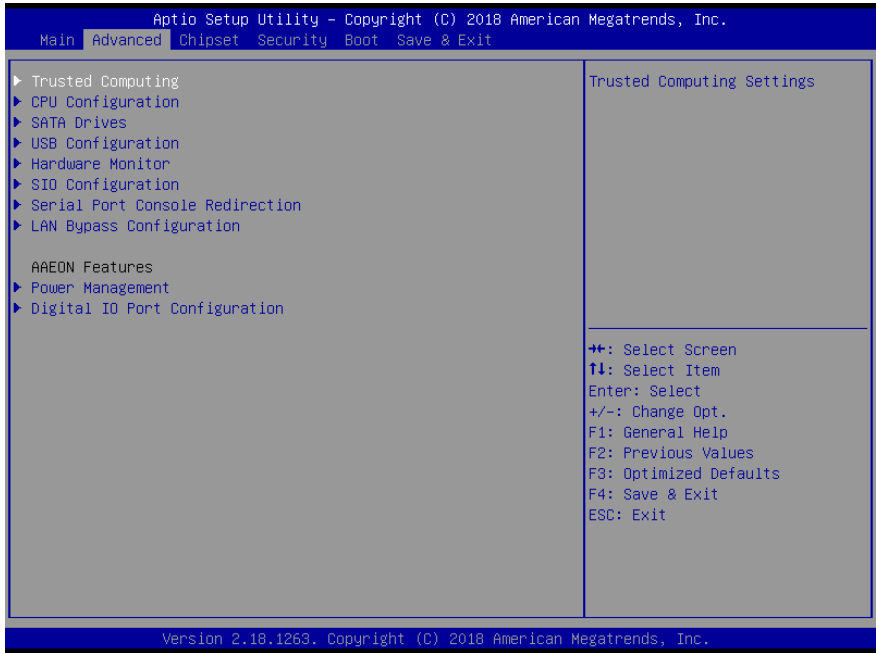 Aptio Setup Utility – Copyright (C) 2018 American Megatrends, Inc.
Main Advanced Chipset Security Boot Save & Exit
Trusted Computing
CPU Configuration
SATA Drives
USB Configuration
Hardware Monitor
SIO Configuration
Serial Port Console Redirection
LAN Bypass Configuration
AAEON Features
Power Management
Digital IO Port Configuration
Trusted Computing Settings
→←: Select Screen
↑↓: Select Item
Enter: Select
+/-: Change Opt.
F1: General Help
F2: Previous Values
F3: Optimized Defaults
F4: Save & Exit
ESC: Exit
Version 2.18.1263. Copyright (C) 2018 American Megatrends, Inc.